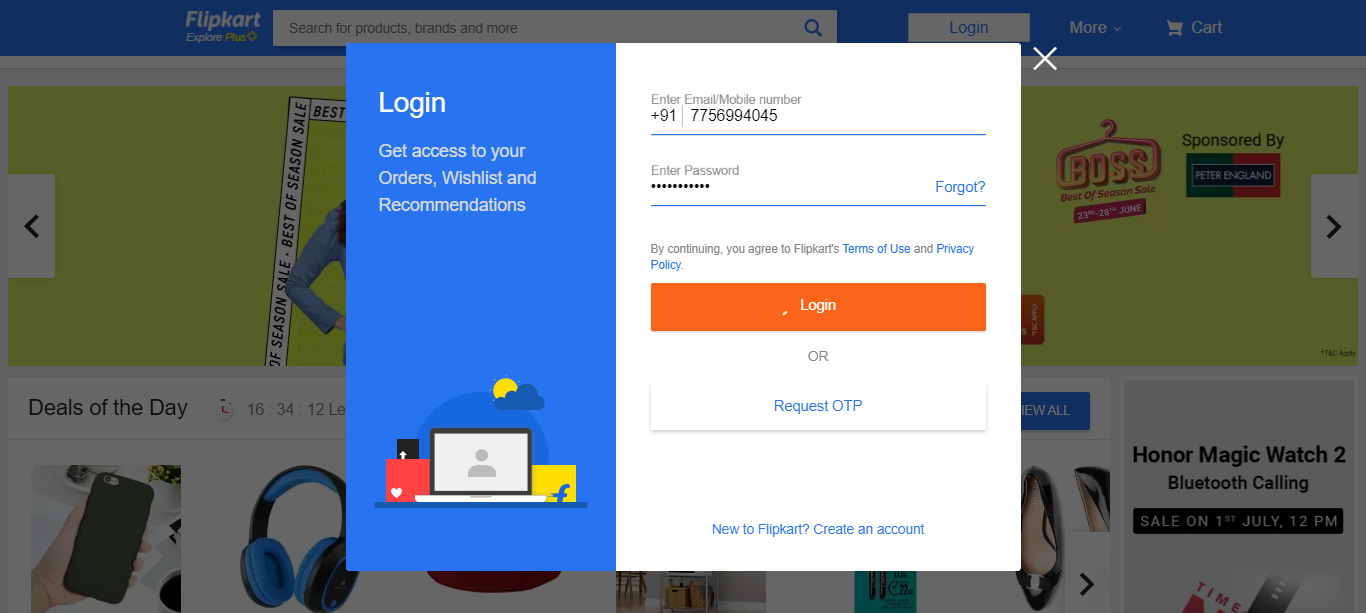 Flipkart
Explore Plus
Search for products, brands and more
Login
More
Cart
Login
Get access to your
Orders, Wishlist and
Recommendations
Enter Email/Mobile number
+91 7756994045
Enter Password
•••••••••••
Forgot?
By continuing, you agree to Flipkart's Terms of Use and Privacy
Policy.
Login
OR
Request OTP
New to Flipkart? Create an account
BEST
OF SEASON SALE • BEST OF SEASON SALE
BOSS
Best Of Season Sale
23RD-28TH JUNE
Sponsored By
PETER ENGLAND
*T&C APPLY
*T&C Apply
Deals of the Day
16 : 34 : 12 Le
IEW ALL
Honor Magic Watch 2
Bluetooth Calling
SALE ON 1ST JULY, 12 PM
TIME